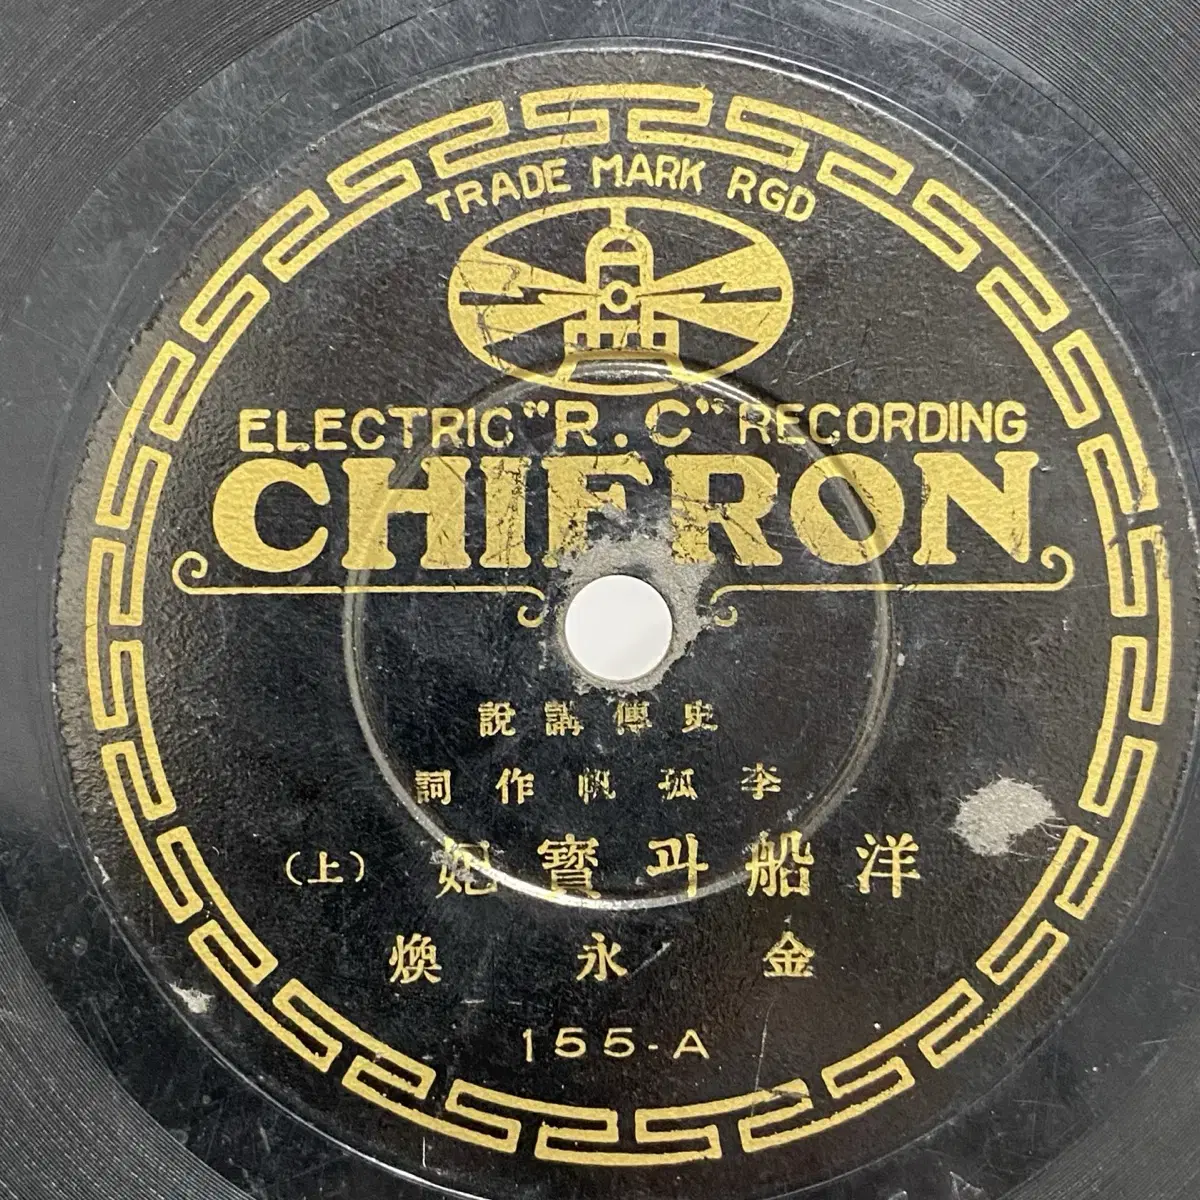 TRADE MARK RGD
ELECTRIC "R.C" RECORDING
CHIERON
史傳講說
李孤帆作詞
洋船과寶妃(上)
金永煥
155-A